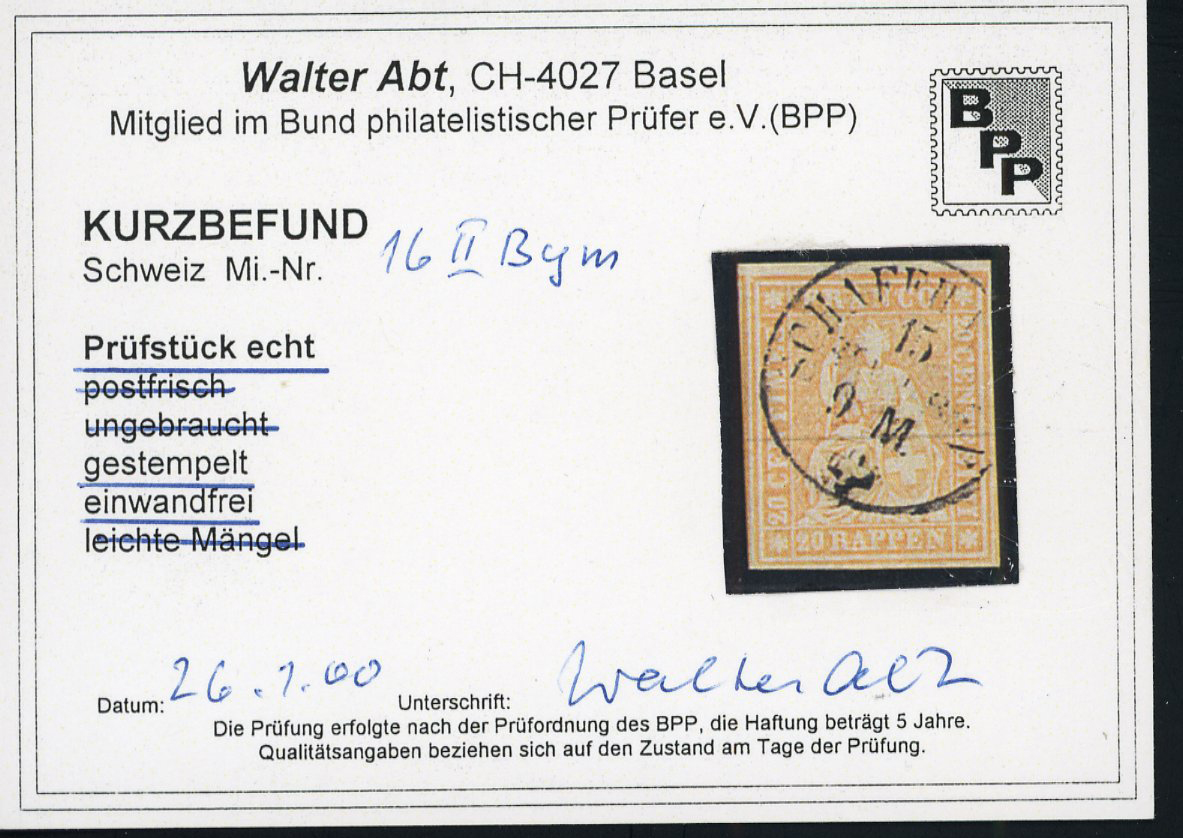 Walter Abt, CH-4027 Basel
Mitglied im Bund philatelistischer Prüfer e.V.(BPP)
BPP
KURZBEFUND
Schweiz Mi.-Nr. 16 II Bym
Prüfstück echt
postfrisch
ungebraucht
gestempelt
einwandfrei
leichte Mängel
FRANCO
15
9 M.
20 RAPPEN
Datum: 26.1.00 Unterschrift: Walter Abt
Die Prüfung erfolgte nach der Prüfordnung des BPP, die Haftung beträgt 5 Jahre.
Qualitätsangaben beziehen sich auf den Zustand am Tage der Prüfung.